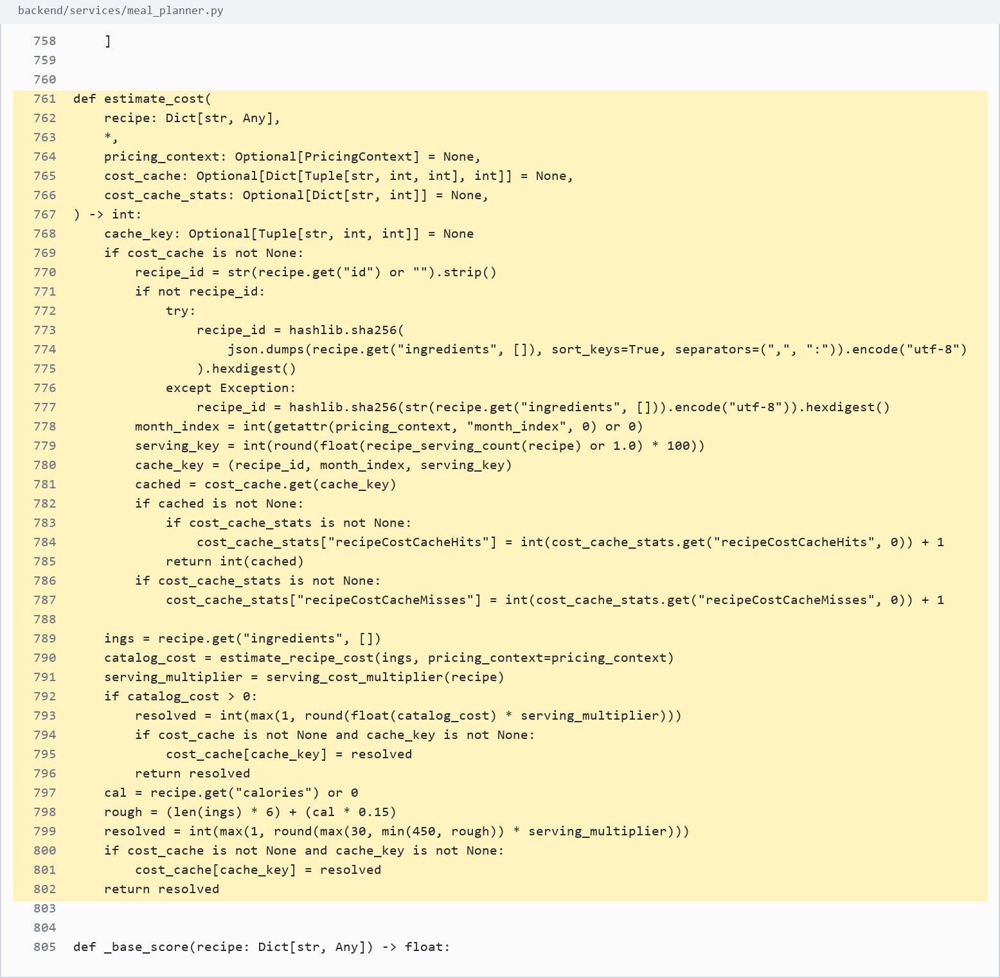 backend/services/meal_planner.py
758     ]
759
760
761 def estimate_cost(
762     recipe: Dict[str, Any],
763     *,
764     pricing_context: Optional[PricingContext] = None,
765     cost_cache: Optional[Dict[Tuple[str, int, int], int]] = None,
766     cost_cache_stats: Optional[Dict[str, int]] = None,
767 ) -> int:
768     cache_key: Optional[Tuple[str, int, int]] = None
769     if cost_cache is not None:
770         recipe_id = str(recipe.get("id") or "").strip()
771         if not recipe_id:
772             try:
773                 recipe_id = hashlib.sha256(
774                     json.dumps(recipe.get("ingredients", []), sort_keys=True, separators=(",", ":")).encode("utf-8")
775                 ).hexdigest()
776             except Exception:
777                 recipe_id = hashlib.sha256(str(recipe.get("ingredients", [])).encode("utf-8")).hexdigest()
778         month_index = int(getattr(pricing_context, "month_index", 0) or 0)
779         serving_key = int(round(float(recipe_serving_count(recipe) or 1.0) * 100))
780         cache_key = (recipe_id, month_index, serving_key)
781         cached = cost_cache.get(cache_key)
782         if cached is not None:
783             if cost_cache_stats is not None:
784                 cost_cache_stats["recipeCostCacheHits"] = int(cost_cache_stats.get("recipeCostCacheHits", 0)) + 1
785             return int(cached)
786         if cost_cache_stats is not None:
787             cost_cache_stats["recipeCostCacheMisses"] = int(cost_cache_stats.get("recipeCostCacheMisses", 0)) + 1
788
789     ings = recipe.get("ingredients", [])
790     catalog_cost = estimate_recipe_cost(ings, pricing_context=pricing_context)
791     serving_multiplier = serving_cost_multiplier(recipe)
792     if catalog_cost > 0:
793         resolved = int(max(1, round(float(catalog_cost) * serving_multiplier)))
794         if cost_cache is not None and cache_key is not None:
795             cost_cache[cache_key] = resolved
796         return resolved
797     cal = recipe.get("calories") or 0
798     rough = (len(ings) * 6) + (cal * 0.15)
799     resolved = int(max(1, round(max(30, min(450, rough)) * serving_multiplier)))
800     if cost_cache is not None and cache_key is not None:
801         cost_cache[cache_key] = resolved
802     return resolved
803
804
805 def _base_score(recipe: Dict[str, Any]) -> float: